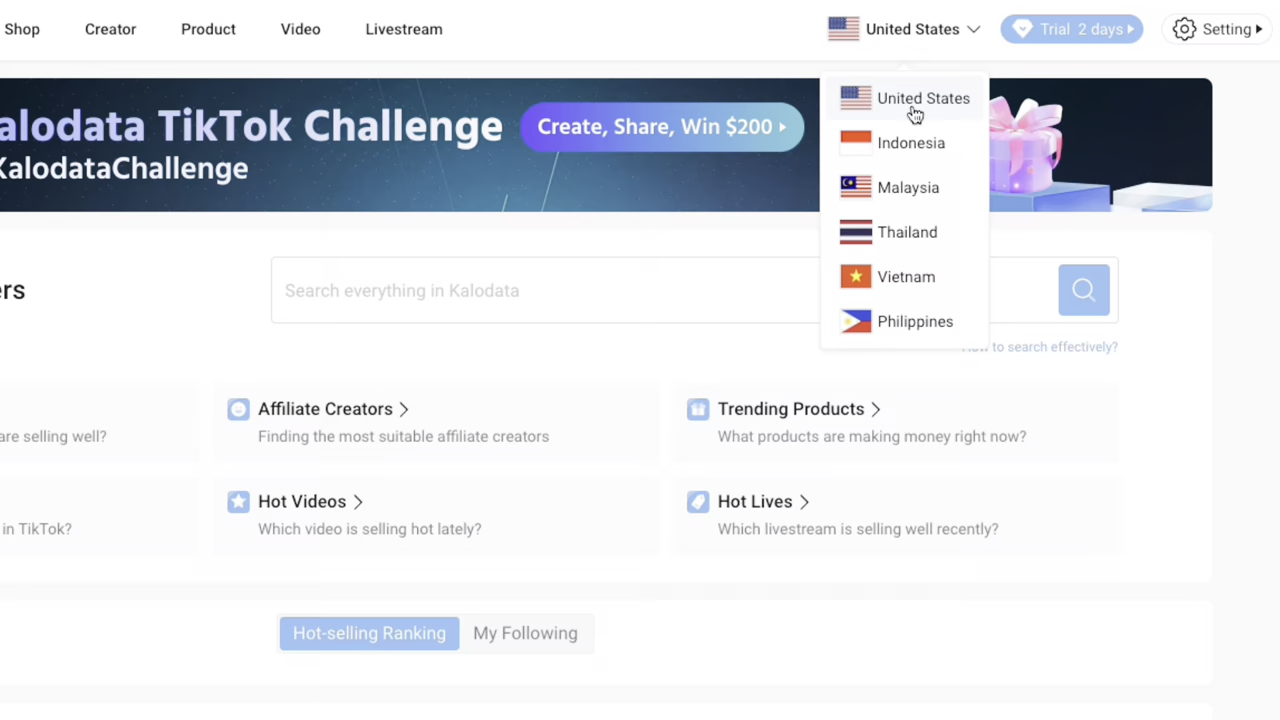 Shop Creator Product Video Livestream United States Trial 2 days Setting
alodata TikTok Challenge
KalodataChallenge
Create, Share, Win $200
United States
Indonesia
Malaysia
Thailand
Vietnam
Philippines
ers
Search everything in Kalodata
to search effectively?
are selling well?
Affiliate Creators
Finding the most suitable affiliate creators
Trending Products
What products are making money right now?
in TikTok?
Hot Videos
Which video is selling hot lately?
Hot Lives
Which livestream is selling well recently?
Hot-selling Ranking My Following